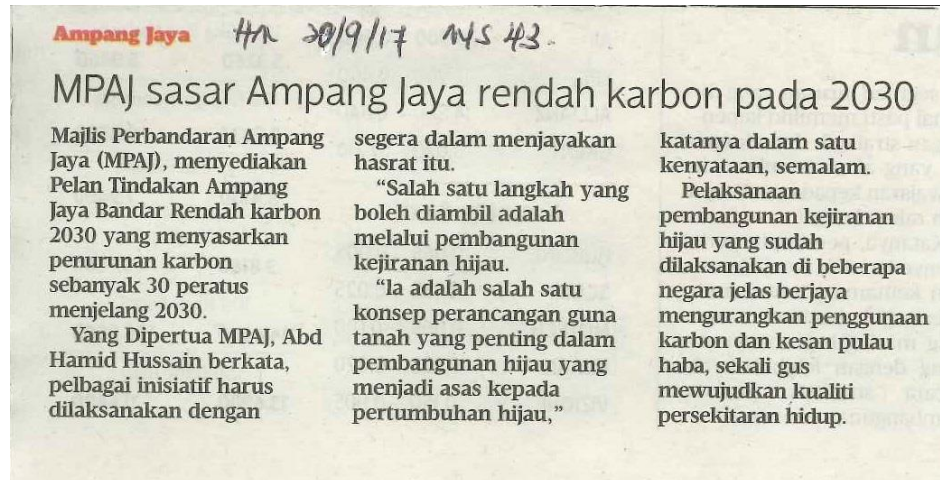 Ampang Jaya HM 20/9/17 M/S 43.
MPAJ sasar Ampang Jaya rendah karbon pada 2030
Majlis Perbandaran Ampang
Jaya (MPAJ), menyediakan
Pelan Tindakan Ampang
Jaya Bandar Rendah karbon
2030 yang menyasarkan
penurunan karbon
sebanyak 30 peratus
menjelang 2030.
Yang Dipertua MPAJ, Abd
Hamid Hussain berkata,
pelbagai inisiatif harus
dilaksanakan dengan
segera dalam menjayakan
hasrat itu.
“Salah satu langkah yang
boleh diambil adalah
melalui pembangunan
kejiranan hijau.
“Ia adalah salah satu
konsep perancangan guna
tanah yang penting dalam
pembangunan hijau yang
menjadi asas kepada
pertumbuhan hijau,”
katanya dalam satu
kenyataan, semalam.
Pelaksanaan
pembangunan kejiranan
hijau yang sudah
dilaksanakan di beberapa
negara jelas berjaya
mengurangkan penggunaan
karbon dan kesan pulau
haba, sekali gus
mewujudkan kualiti
persekitaran hidup.